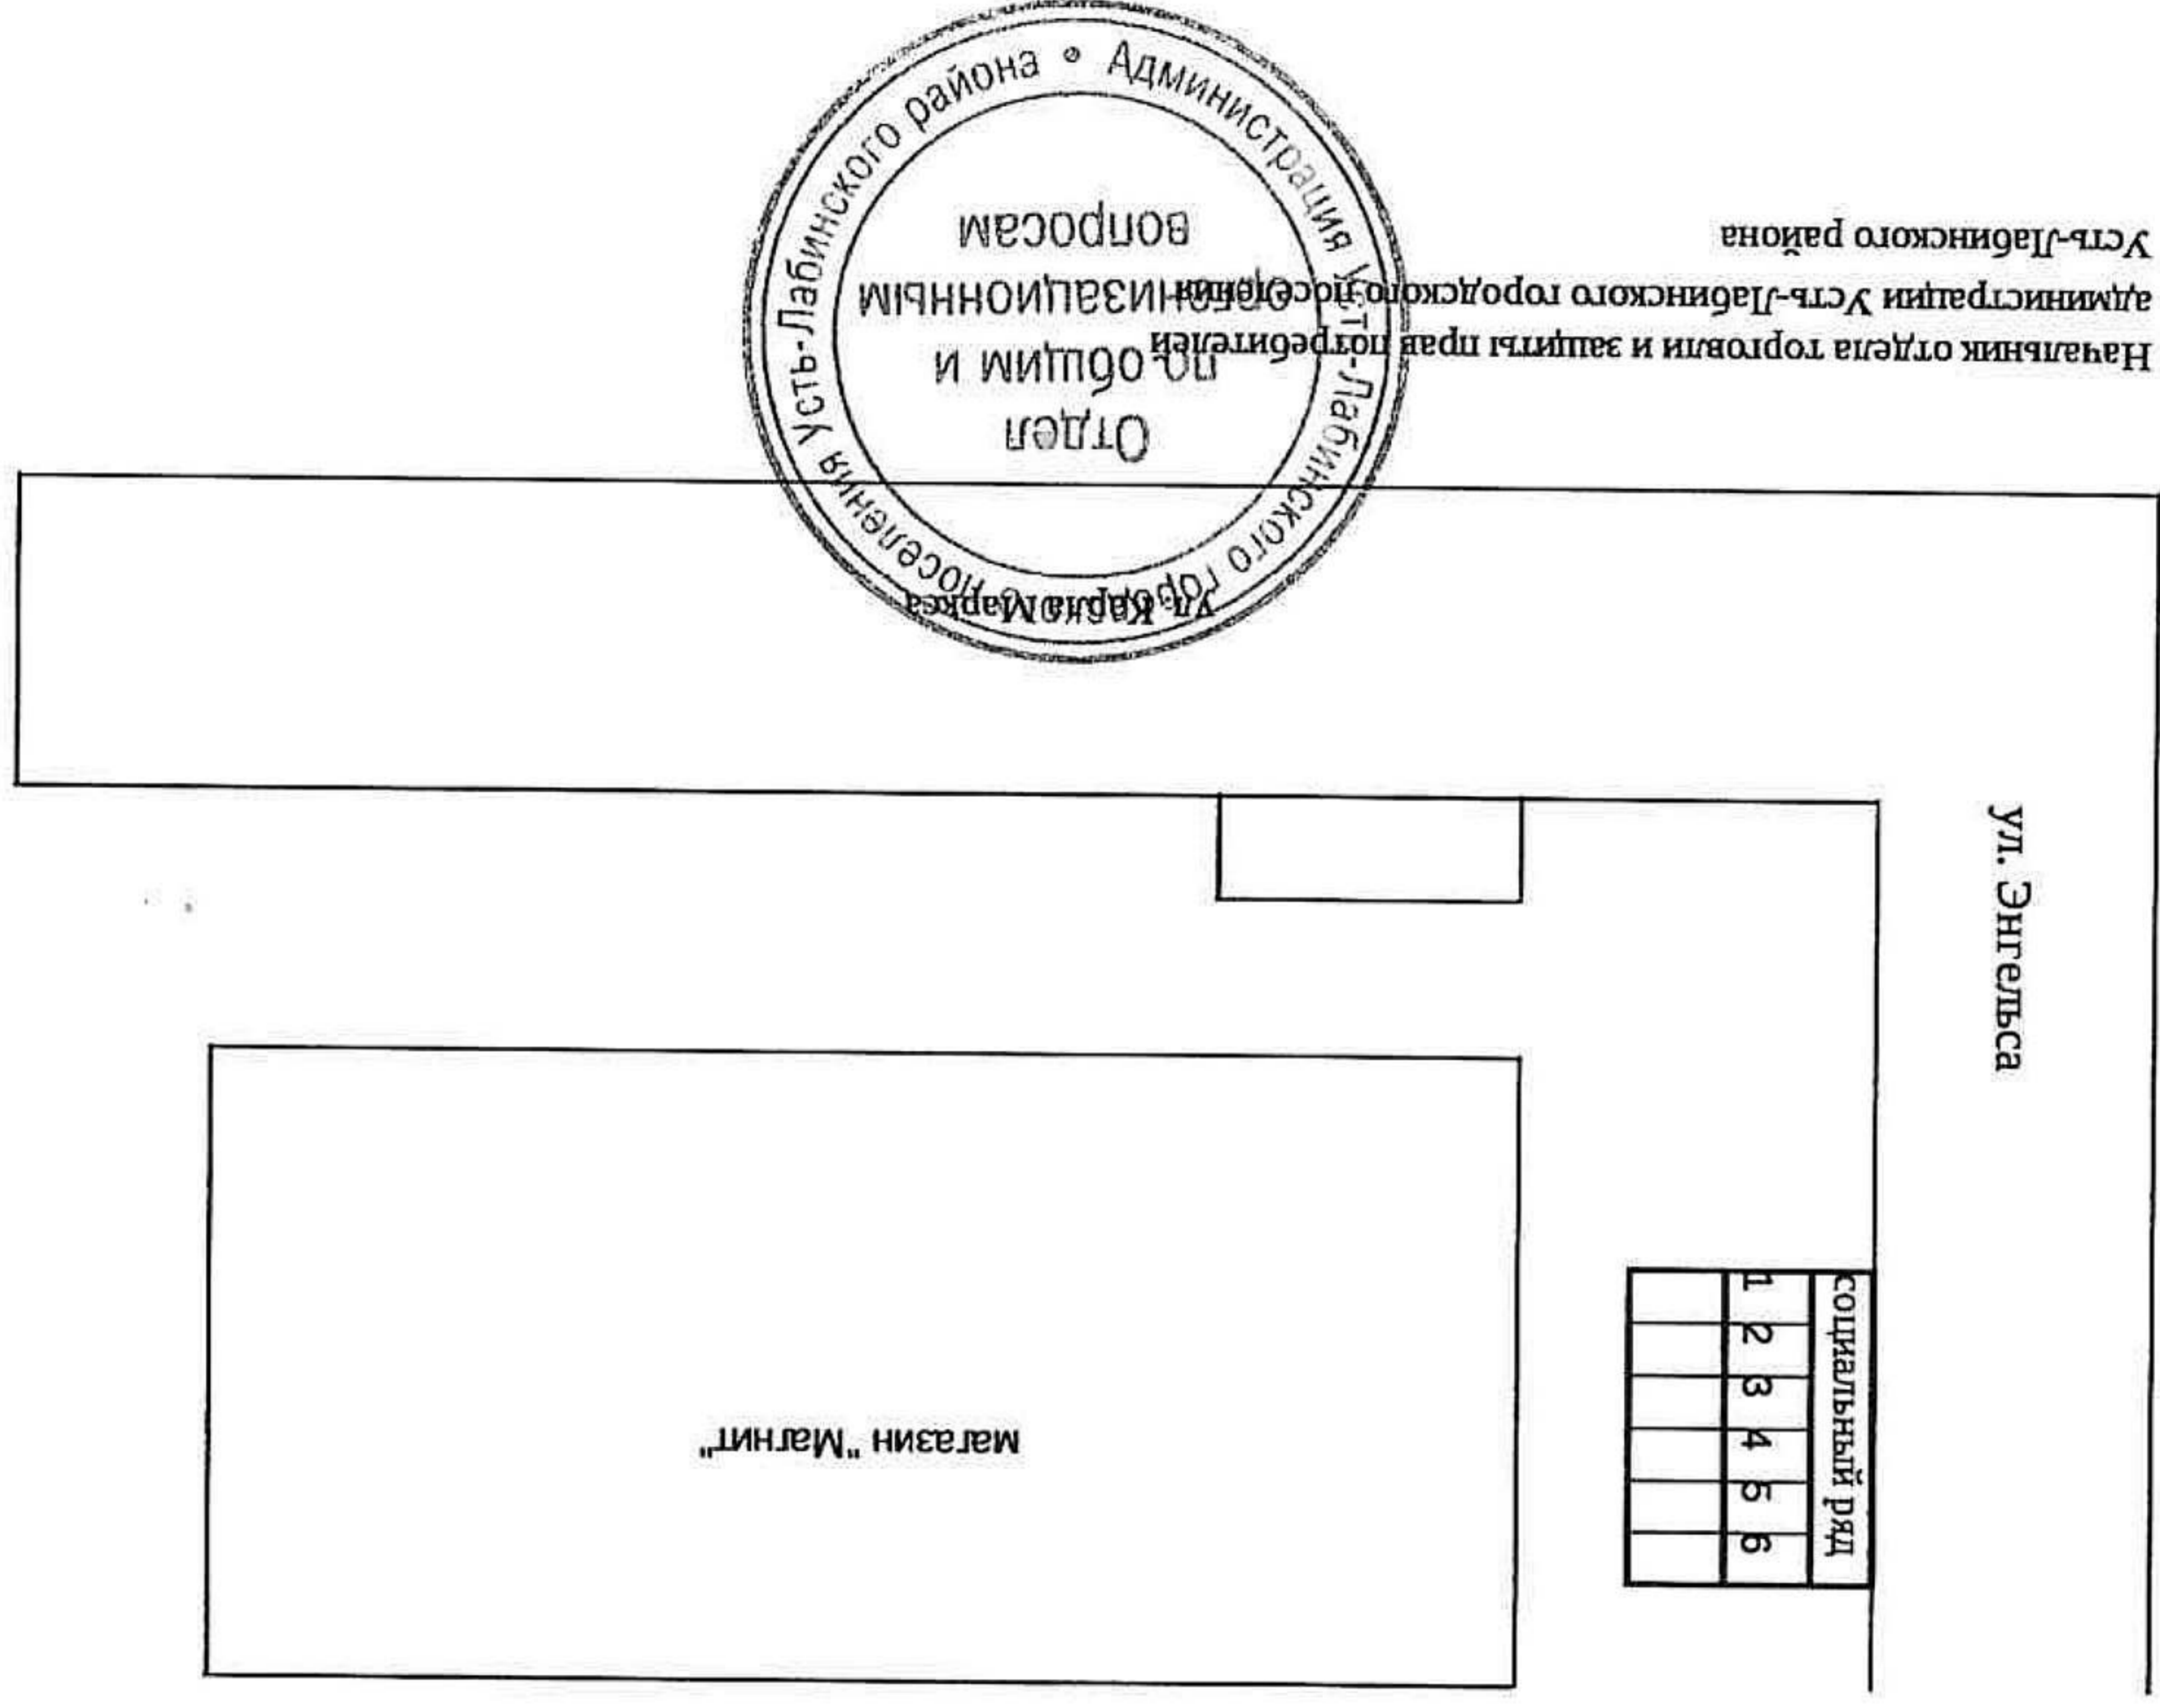 социальный ряд
1
2
3
4
5
6
магазин "Магнит"
ул. Энгельса
ул. Карла Маркса
Начальник отдела торговли и защиты прав потребителей
администрации Усть-Лабинского городского поселения
Усть-Лабинского района
Администрация Усть-Лабинского городского поселения Усть-Лабинского района
Отдел
по общим и
организационным
вопросам